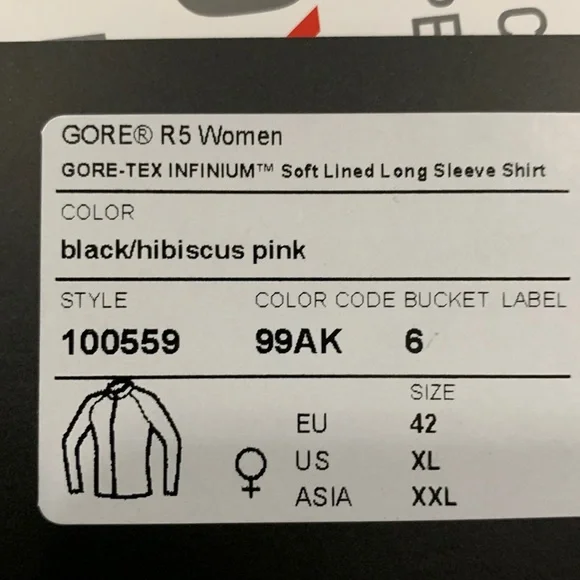 GORE® R5 Women
GORE-TEX INFINIUM™ Soft Lined Long Sleeve Shirt
COLOR
black/hibiscus pink
STYLE COLOR CODE BUCKET LABEL
100559 99AK 6
SIZE
EU 42
US XL
ASIA XXL